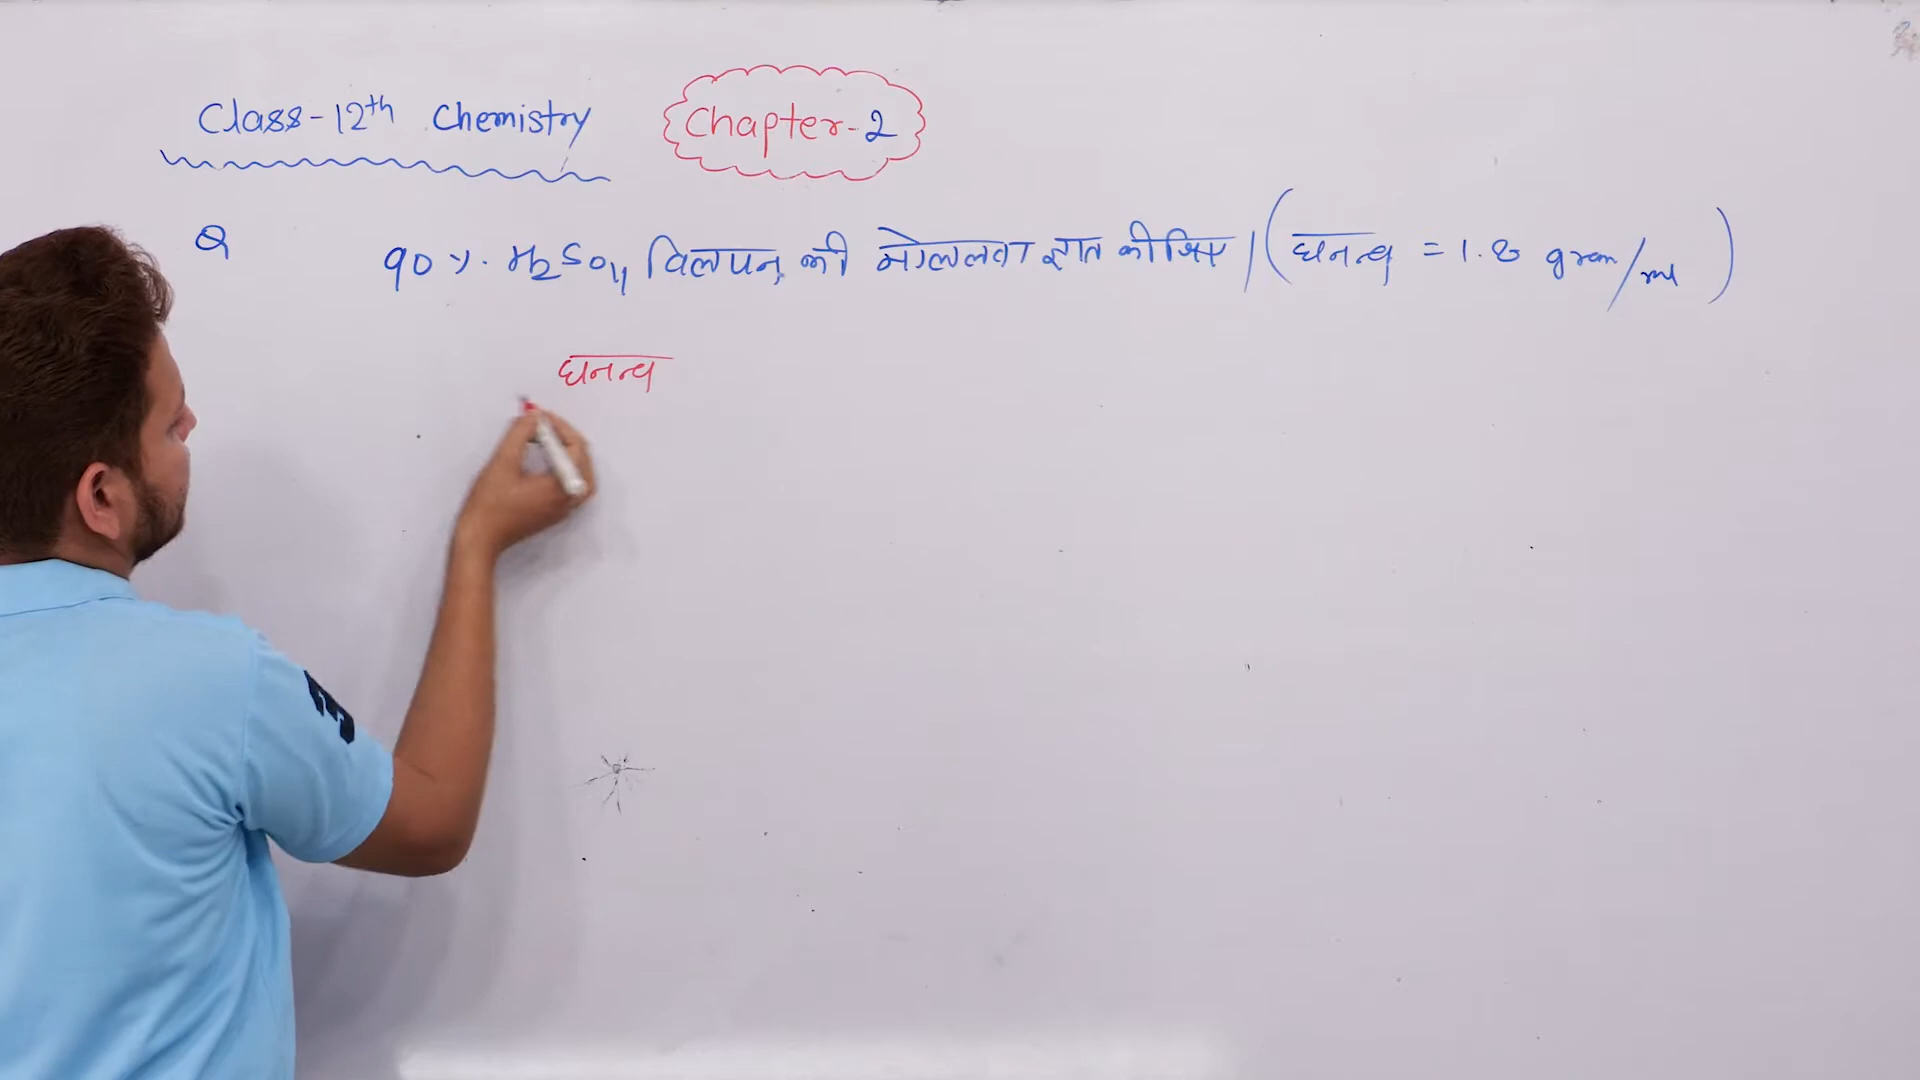 Class-12th Chemistry Chapter-2
Q 90%. H2SO4 विलयन की मोललता ज्ञात कीजिए | (घनत्व = 1.8 gram/ml)
घनत्व